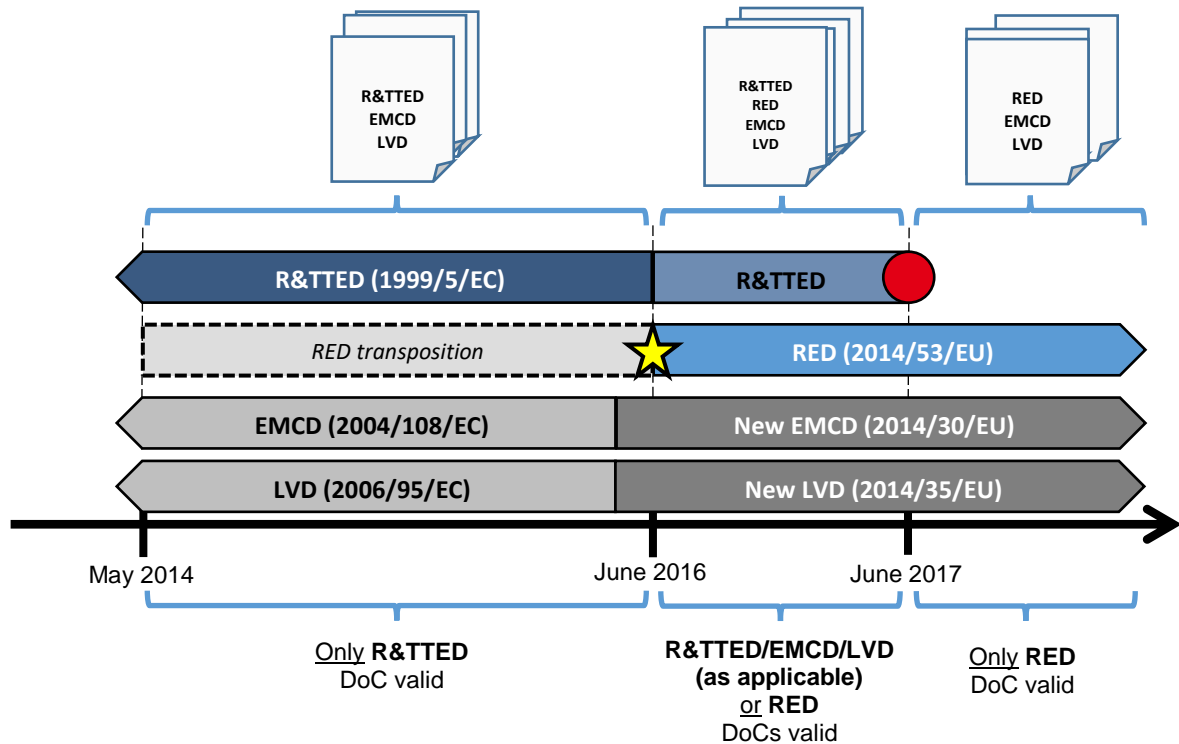 R&TTED
EMCD
LVD
R&TTED
RED
EMCD
LVD
RED
EMCD
LVD
R&TTED (1999/5/EC)
R&TTED
RED transposition
RED (2014/53/EU)
EMCD (2004/108/EC)
New EMCD (2014/30/EU)
LVD (2006/95/EC)
New LVD (2014/35/EU)
May 2014
June 2016
June 2017
Only R&TTED
DoC valid
R&TTED/EMCD/LVD
(as applicable)
or RED
DoCs valid
Only RED
DoC valid